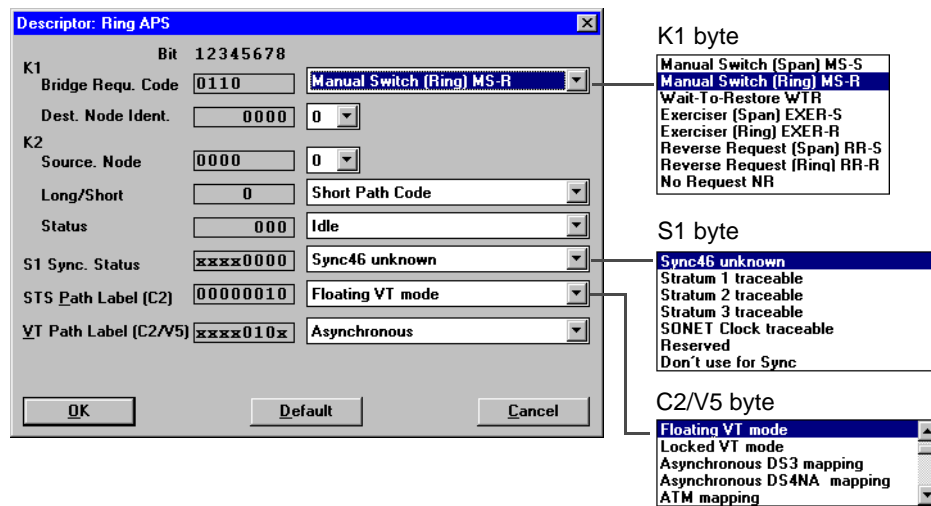 Descriptor: Ring APS
Bit 12345678
K1
Bridge Requ. Code 0110 Manual Switch (Ring) MS-R
Dest. Node Ident. 0000 0
K2
Source. Node 0000 0
Long/Short 0 Short Path Code
Status 000 Idle
S1 Sync. Status xxxx0000 Sync46 unknown
STS Path Label (C2) 00000010 Floating VT mode
VT Path Label (C2/V5) xxxx010x Asynchronous
OK Default Cancel
K1 byte
Manual Switch (Span) MS-S
Manual Switch (Ring) MS-R
Wait-To-Restore WTR
Exerciser (Span) EXER-S
Exerciser (Ring) EXER-R
Reverse Request (Span) RR-S
Reverse Request (Ring) RR-R
No Request NR
S1 byte
Sync46 unknown
Stratum 1 traceable
Stratum 2 traceable
Stratum 3 traceable
SONET Clock traceable
Reserved
Don´t use for Sync
C2/V5 byte
Floating VT mode
Locked VT mode
Asynchronous DS3 mapping
Asynchronous DS4NA mapping
ATM mapping